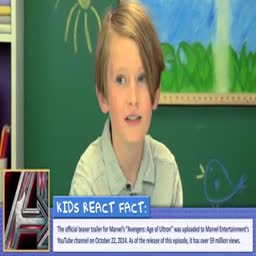 KIDS REACT FACT:
The official teaser trailer for Marvel's "Avengers: Age of Ultron" was uploaded to Marvel Entertainment's
YouTube channel on October 22, 2014. As of the release of this episode, it has over 59 million views.